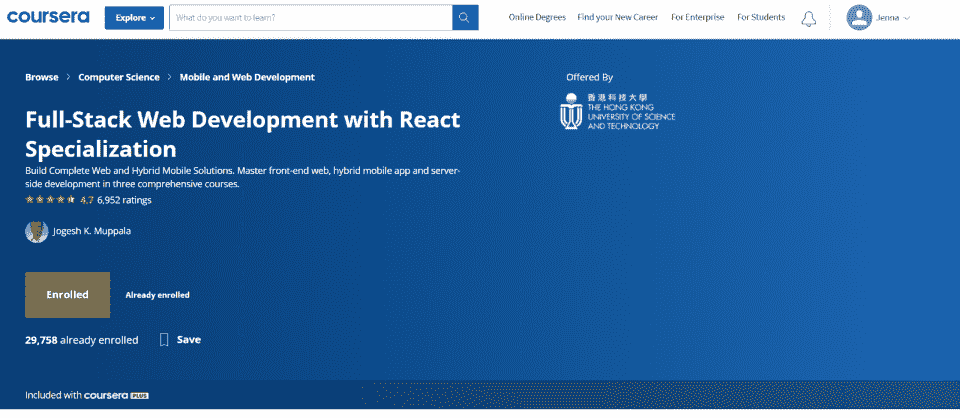 coursera
Explore
What do you want to learn?
Online Degrees
Find your New Career
For Enterprise
For Students
Jenna
Browse > Computer Science > Mobile and Web Development
Full-Stack Web Development with React
Specialization
Build Complete Web and Hybrid Mobile Solutions. Master front-end web, hybrid mobile app and server-
side development in three comprehensive courses.
4.7 6,952 ratings
Jogesh K. Muppala
Enrolled
Already enrolled
29,758 already enrolled
Save
Offered By
香港科技大學
THE HONG KONG
UNIVERSITY OF SCIENCE
AND TECHNOLOGY
Included with coursera PLUS